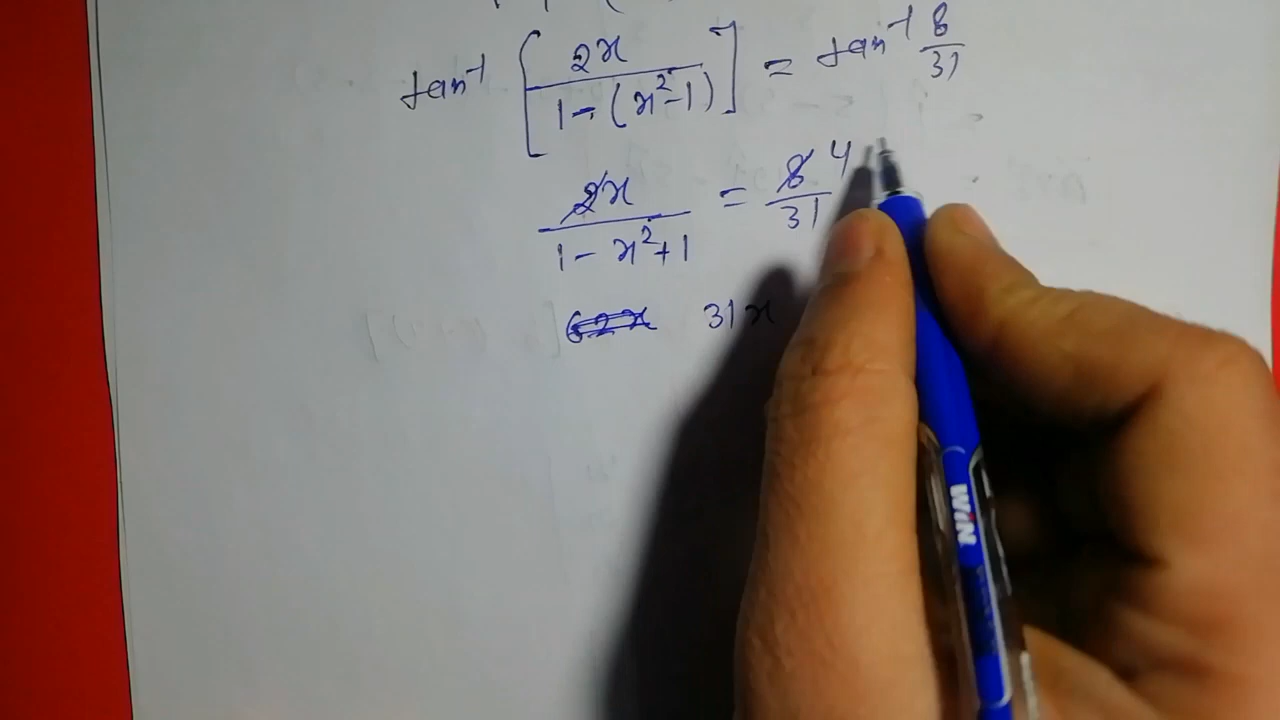 tan⁻¹ [2x / 1-(x²-1)] = tan⁻¹ 8/31
2x / 1-x²+1 = 8 4 / 31
62x 31x
WIN